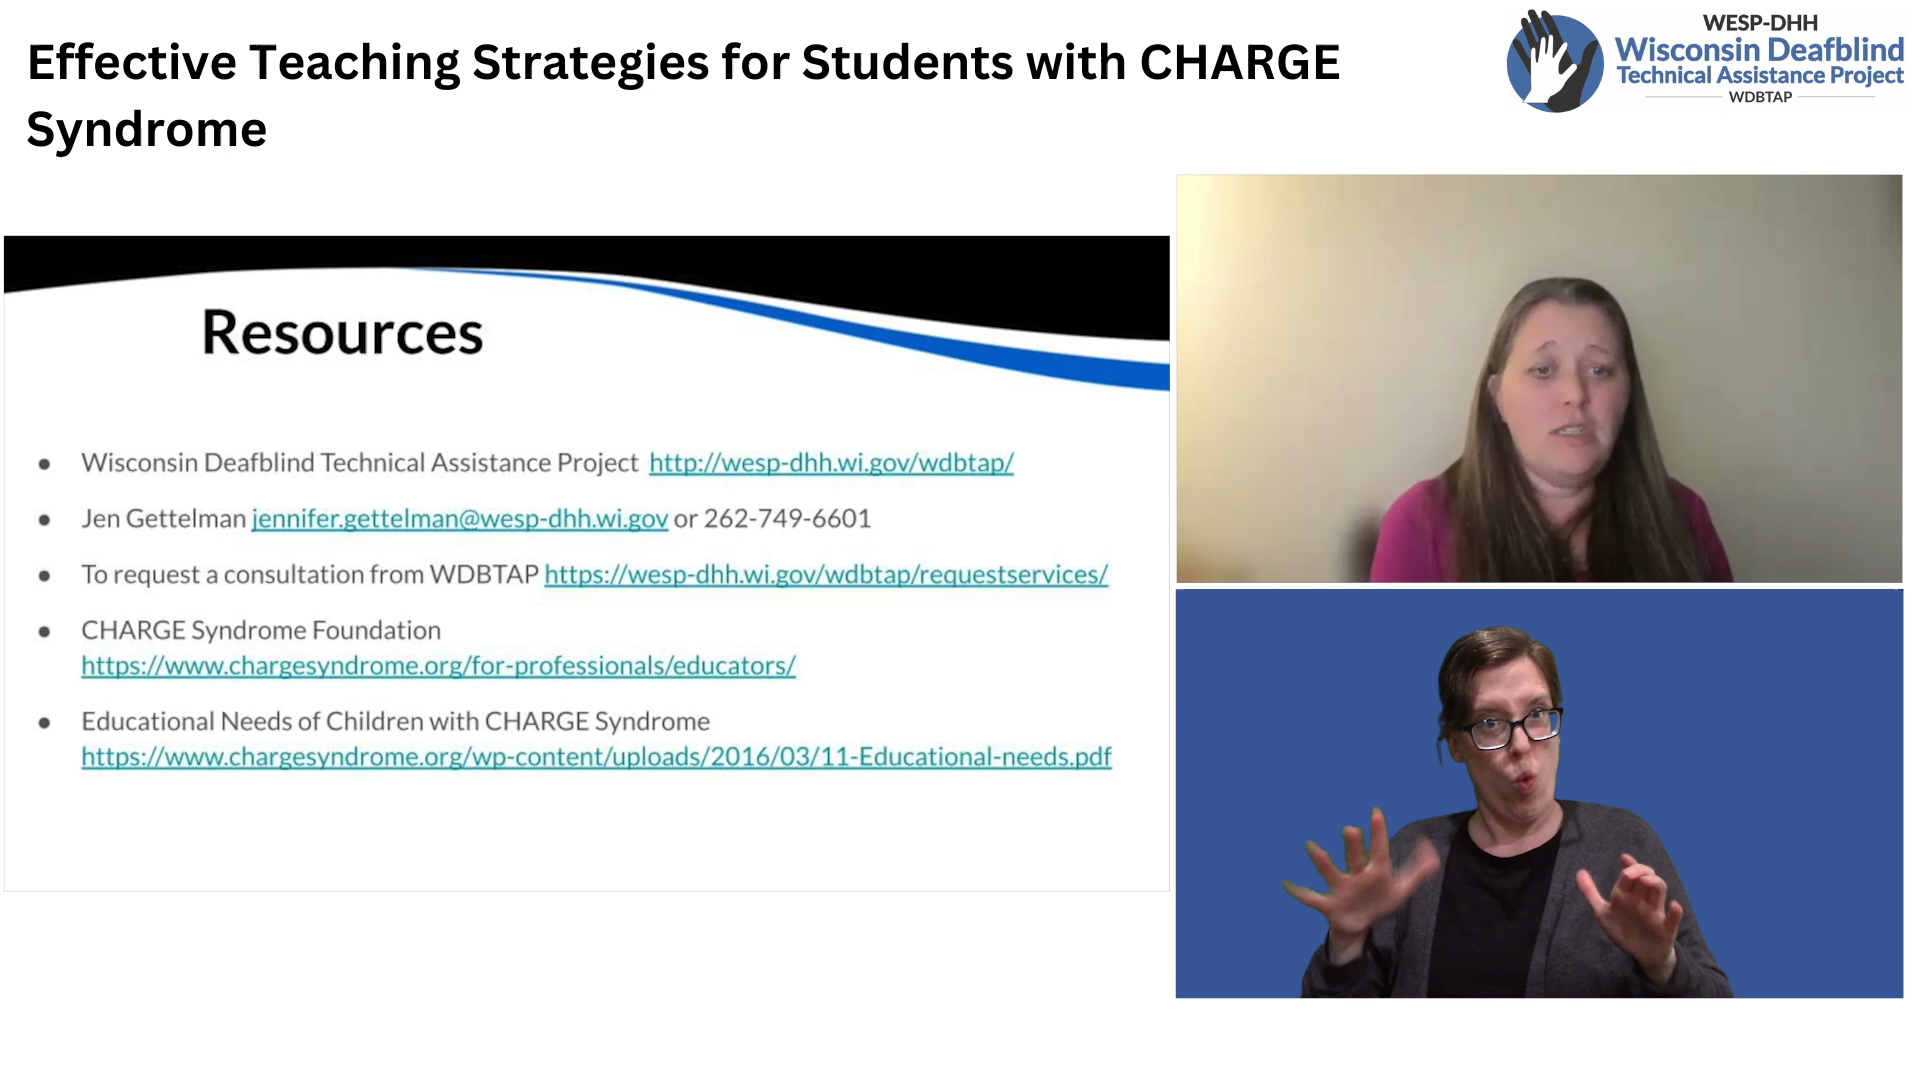 Effective Teaching Strategies for Students with CHARGE
Syndrome
WESP-DHH
Wisconsin Deafblind
Technical Assistance Project
WDBTAP
Resources
● Wisconsin Deafblind Technical Assistance Project http://wesp-dhh.wi.gov/wdbtap/
● Jen Gettelman jennifer.gettelman@wesp-dhh.wi.gov or 262-749-6601
● To request a consultation from WDBTAP https://wesp-dhh.wi.gov/wdbtap/requestservices/
● CHARGE Syndrome Foundation
https://www.chargesyndrome.org/for-professionals/educators/
● Educational Needs of Children with CHARGE Syndrome
https://www.chargesyndrome.org/wp-content/uploads/2016/03/11-Educational-needs.pdf